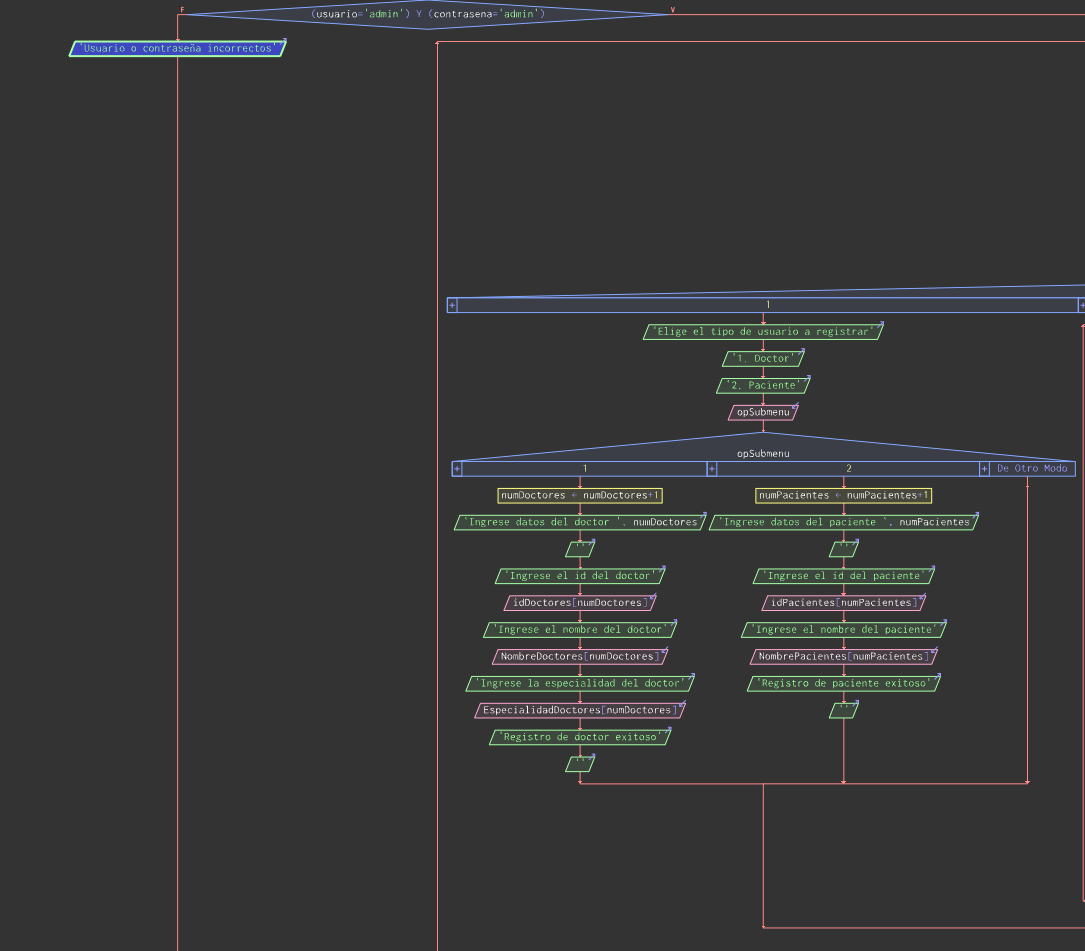 (usuario='admin') Y (contrasena='admin')
F
V
'Usuario o contraseña incorrectos'
1
'Elige el tipo de usuario a registrar'
'1. Doctor'
'2. Paciente'
opSubmenu
opSubmenu
1
2
De Otro Modo
numDoctores ← numDoctores+1
numPacientes ← numPacientes+1
'Ingrese datos del doctor ', numDoctores
'Ingrese datos del paciente ', numPacientes
''
''
'Ingrese el id del doctor'
'Ingrese el id del paciente'
idDoctores[numDoctores]
idPacientes[numPacientes]
'Ingrese el nombre del doctor'
'Ingrese el nombre del paciente'
NombreDoctores[numDoctores]
NombrePacientes[numPacientes]
'Ingrese la especialidad del doctor'
'Registro de paciente exitoso'
EspecialidadDoctores[numDoctores]
''
'Registro de doctor exitoso'
''